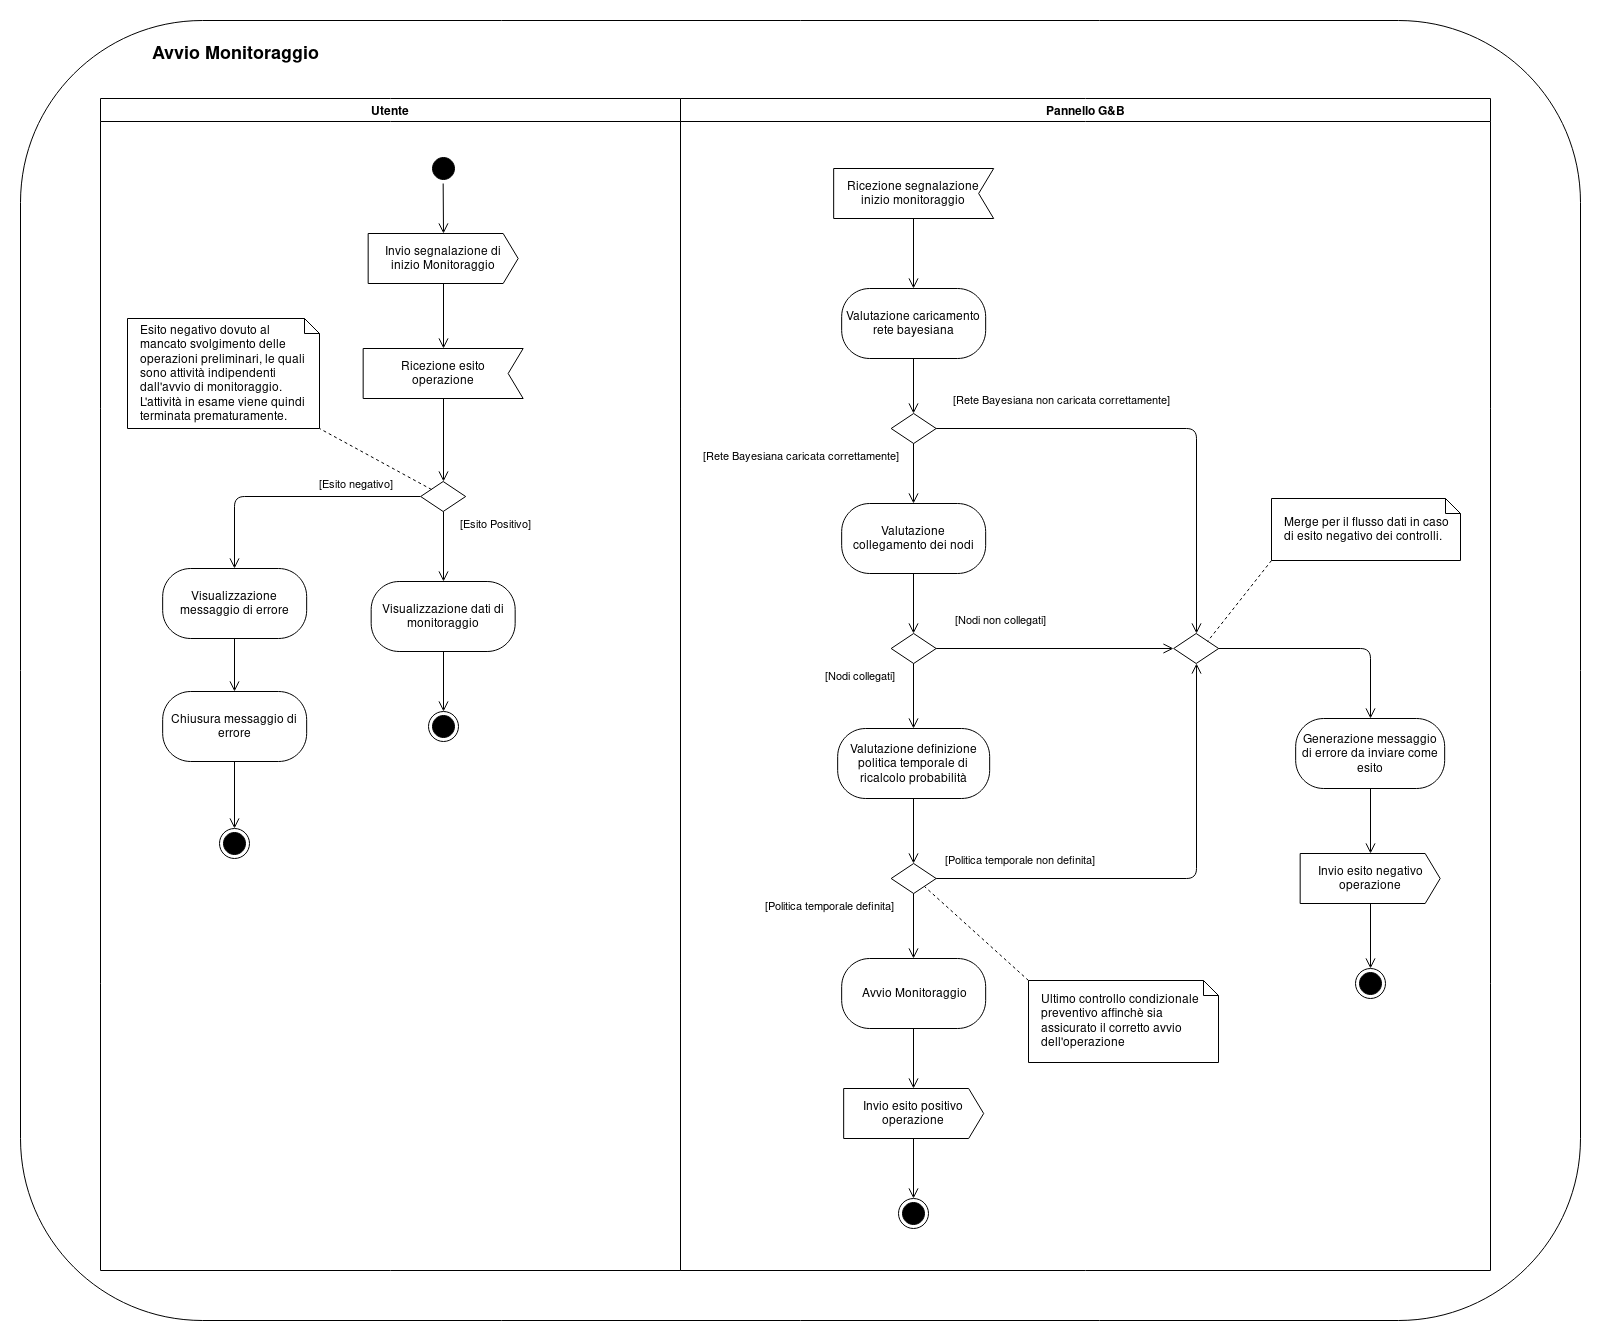 Avvio Monitoraggio
Utente
Invio segnalazione di
inizio Monitoraggio
Esito negativo dovuto al
mancato svolgimento delle
operazioni preliminari, le quali
sono attività indipendenti
dall'avvio di monitoraggio.
L'attività in esame viene quindi
terminata prematuramente.
Ricezione esito
operazione
[Esito negativo]
[Esito Positivo]
Visualizzazione
messaggio di errore
Visualizzazione dati di
monitoraggio
Chiusura messaggio di
errore
Pannello G&B
Ricezione segnalazione
inizio monitoraggio
Valutazione caricamento
rete bayesiana
[Rete Bayesiana non caricata correttamente]
[Rete Bayesiana caricata correttamente]
Valutazione
collegamento dei nodi
Merge per il flusso dati in caso
di esito negativo dei controlli.
[Nodi non collegati]
[Nodi collegati]
Valutazione definizione
politica temporale di
ricalcolo probabilità
Generazione messaggio
di errore da inviare come
esito
[Politica temporale non definita]
[Politica temporale definita]
Invio esito negativo
operazione
Avvio Monitoraggio
Ultimo controllo condizionale
preventivo affinchè sia
assicurato il corretto avvio
dell'operazione
Invio esito positivo
operazione